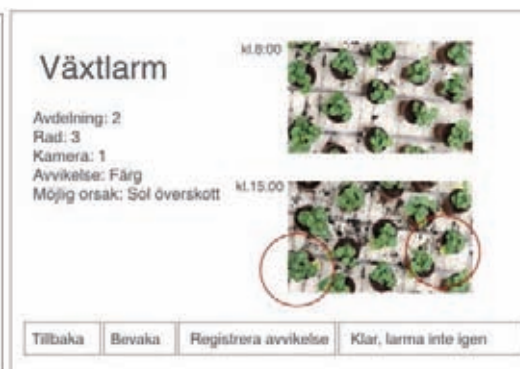 Växtlarm
kl.8:00
Avdelning: 2
Rad: 3
Kamera: 1
Avvikelse: Färg
Möjlig orsak: Sol överskott
kl.15.00
Tillbaka
Bevaka
Registrera avvikelse
Klar, larma inte igen